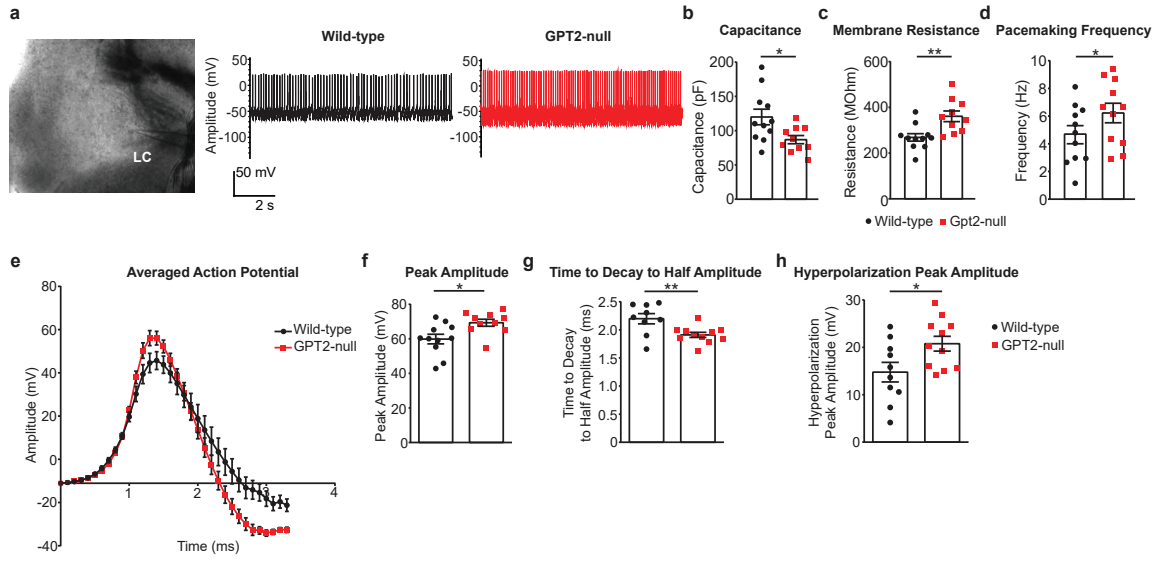 a
Wild-type
GPT2-null
Amplitude (mV)
50
0
-50
-100
50
0
-50
-100
LC
50 mV
2 s
b
Capacitance
*
Capacitance (pF)
200
150
100
50
0
c
Membrane Resistance
**
Resistance (MOhm)
600
400
200
0
d
Pacemaking Frequency
*
Frequency (Hz)
10
8
6
4
2
0
Wild-type Gpt2-null
e
Averaged Action Potential
Amplitude (mV)
80
60
40
20
0
-20
-40
1
2
3
4
Time (ms)
Wild-type
GPT2-null
f
Peak Amplitude
*
Peak Amplitude (mV)
80
60
40
20
0
g
Time to Decay to Half Amplitude
**
Time to Decay
to Half Amplitude (ms)
2.5
2.0
1.5
1.0
0.5
0
h
Hyperpolarization Peak Amplitude
*
Hyperpolarization
Peak Amplitude (mV)
30
20
10
0
Wild-type
GPT2-null